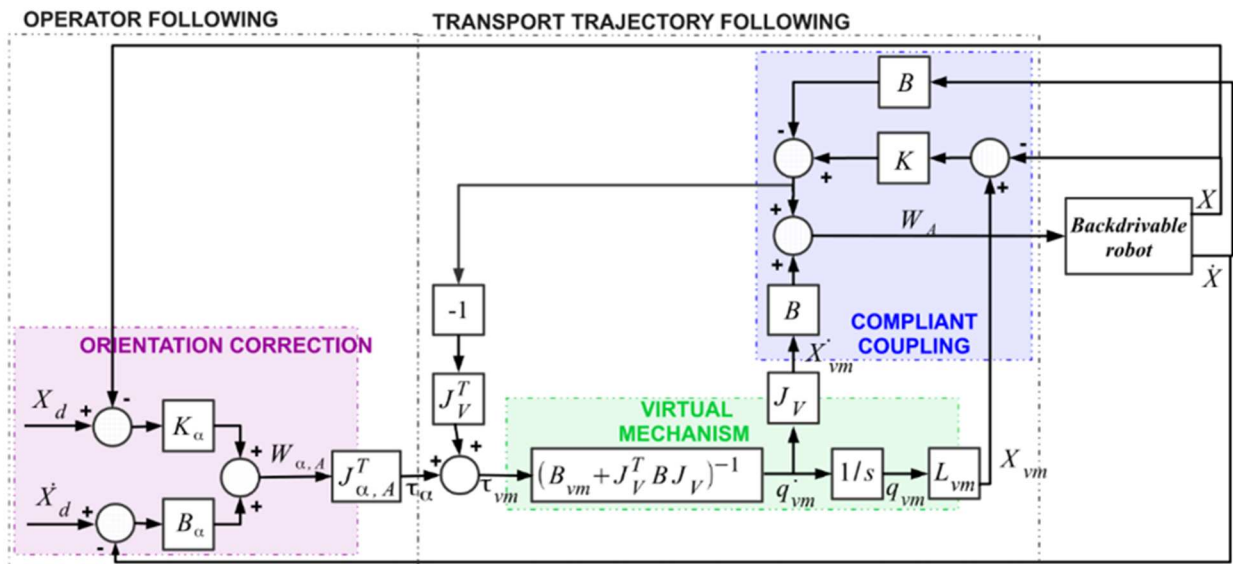 OPERATOR FOLLOWING
TRANSPORT TRAJECTORY FOLLOWING
B
-
K
-
+
+
+
W_A
+
Backdrivable
robot
X
Ẋ
-1
B
COMPLIANT
COUPLING
Ẋ_vm
ORIENTATION CORRECTION
J_V^T
J_V
VIRTUAL
MECHANISM
X_d
+
-
K_α
+
W_α,A
J_α,A^T
τ_α
+
+
τ_vm
(B_vm + J_V^T B J_V)^-1
q̇_vm
1/s
q_vm
L_vm
X_vm
Ẋ_d
+
-
B_α
+